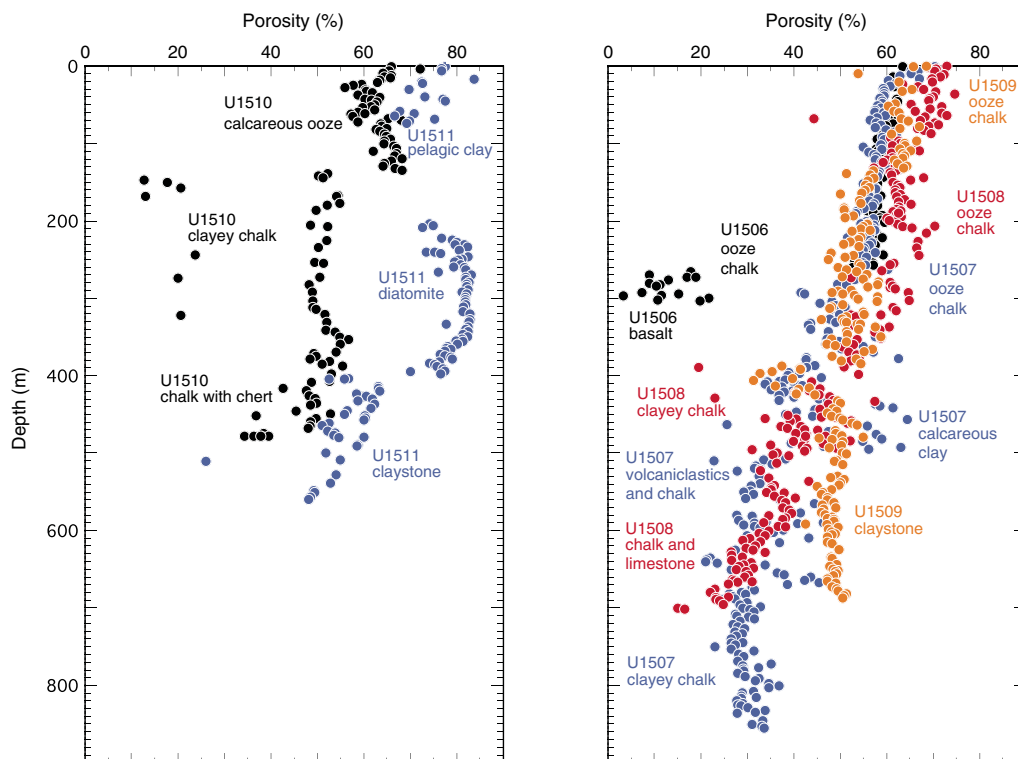 Porosity (%)
0 20 40 60 80
0
200
400
600
800
Depth (m)
U1510
calcareous ooze
U1511
pelagic clay
U1510
clayey chalk
U1511
diatomite
U1510
chalk with chert
U1511
claystone
Porosity (%)
0 20 40 60 80
U1509
ooze
chalk
U1508
ooze
chalk
U1506
ooze
chalk
U1507
ooze
chalk
U1506
basalt
U1508
clayey chalk
U1507
calcareous
clay
U1507
volcaniclastics
and chalk
U1509
claystone
U1508
chalk and
limestone
U1507
clayey chalk